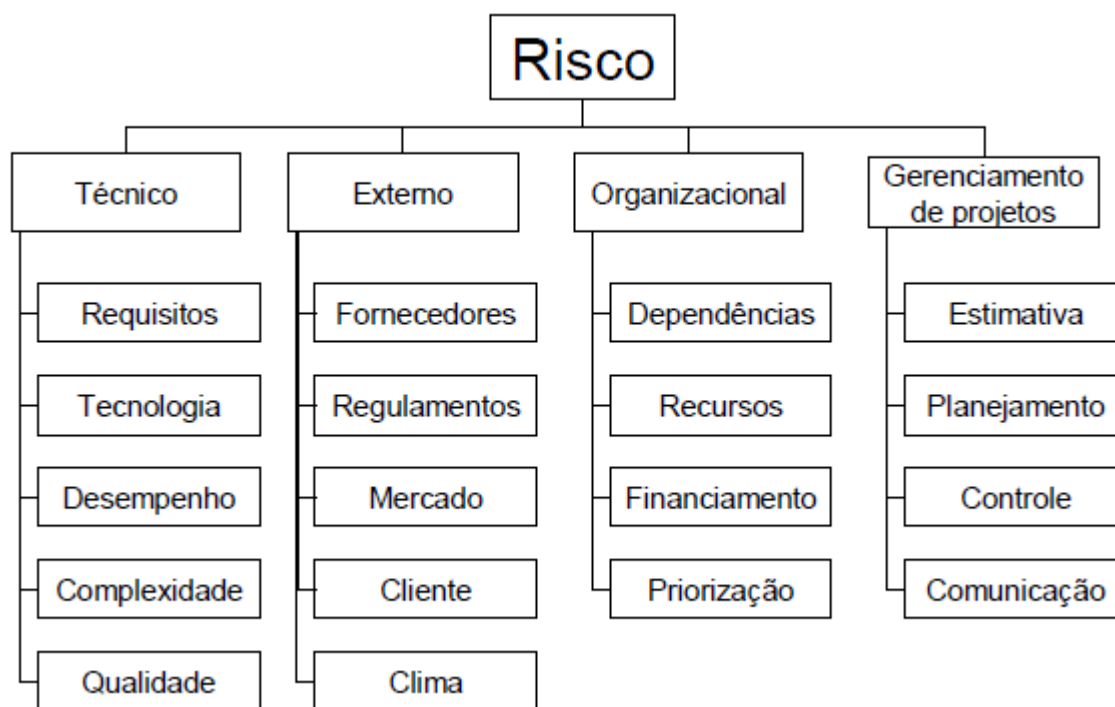 Risco
Técnico
Externo
Organizacional
Gerenciamento
de projetos
Requisitos
Fornecedores
Dependências
Estimativa
Tecnologia
Regulamentos
Recursos
Planejamento
Desempenho
Mercado
Financiamento
Controle
Complexidade
Cliente
Priorização
Comunicação
Qualidade
Clima